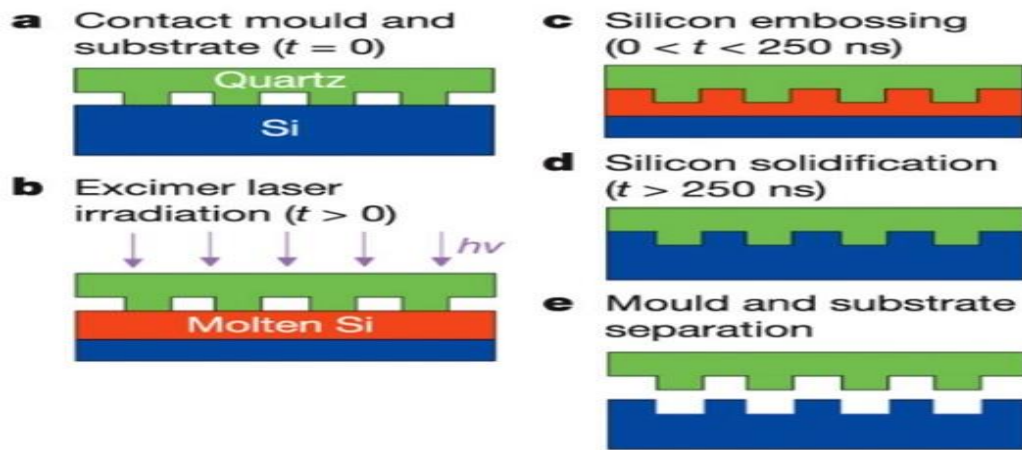 a Contact mould and
substrate (t = 0)
Quartz
Si
b Excimer laser
irradiation (t > 0)
hν
Molten Si
c Silicon embossing
(0 < t < 250 ns)
d Silicon solidification
(t > 250 ns)
e Mould and substrate
separation